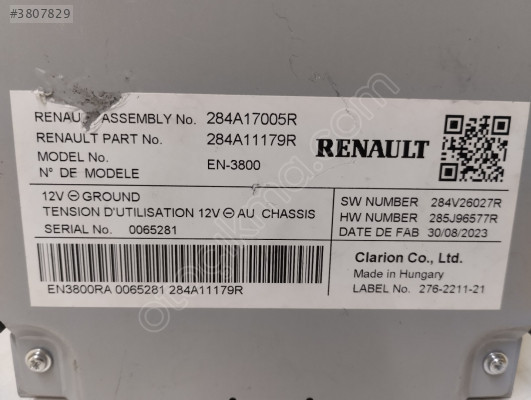 #3807829
RENAULT ASSEMBLY No. 284A17005R
RENAULT PART No. 284A11179R
MODEL No.
N° DE MODELE
EN-3800
RENAULT
12V ⊖ GROUND
TENSION D'UTILISATION 12V ⊖ AU CHASSIS
SERIAL No. 0065281
SW NUMBER 284V26027R
HW NUMBER 285J96577R
DATE DE FAB 30/08/2023
EN3800RA 0065281 284A11179R
Clarion Co., Ltd.
Made in Hungary
LABEL No. 276-2211-21